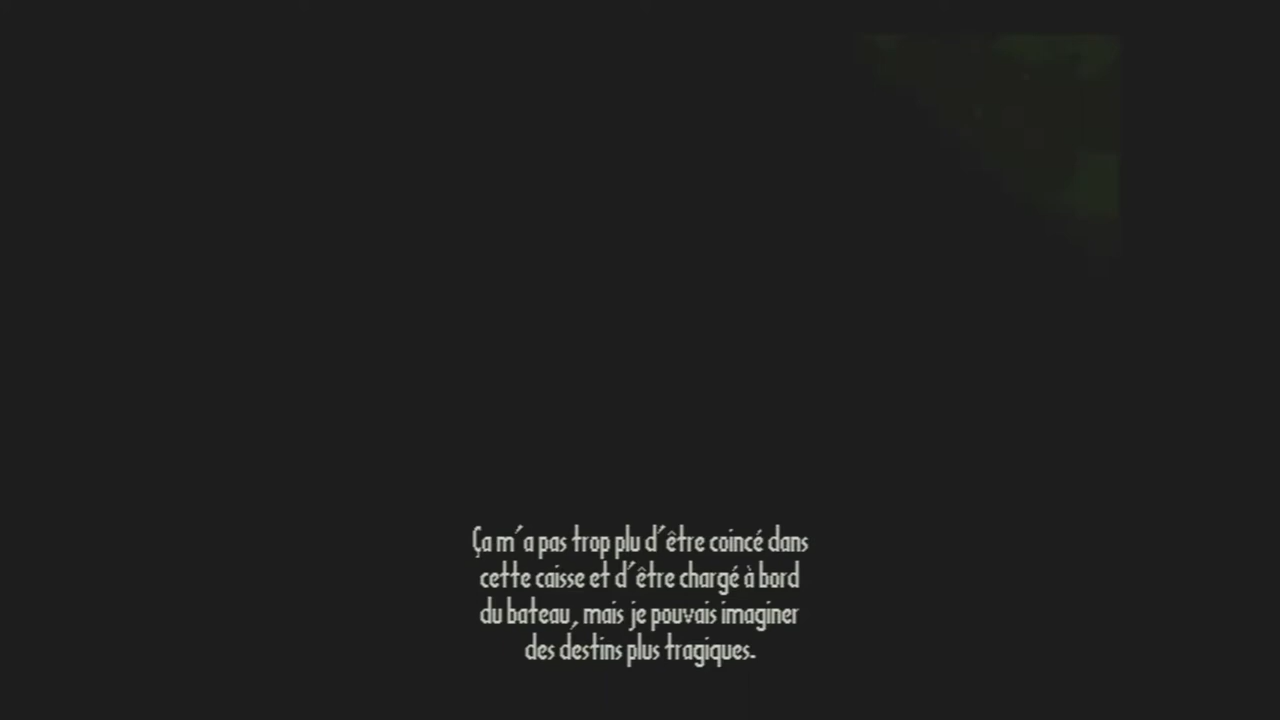 Ça m'a pas trop plu d'être coincé dans
cette caisse et d'être chargé à bord
du bateau, mais je pouvais imaginer
des destins plus tragiques.